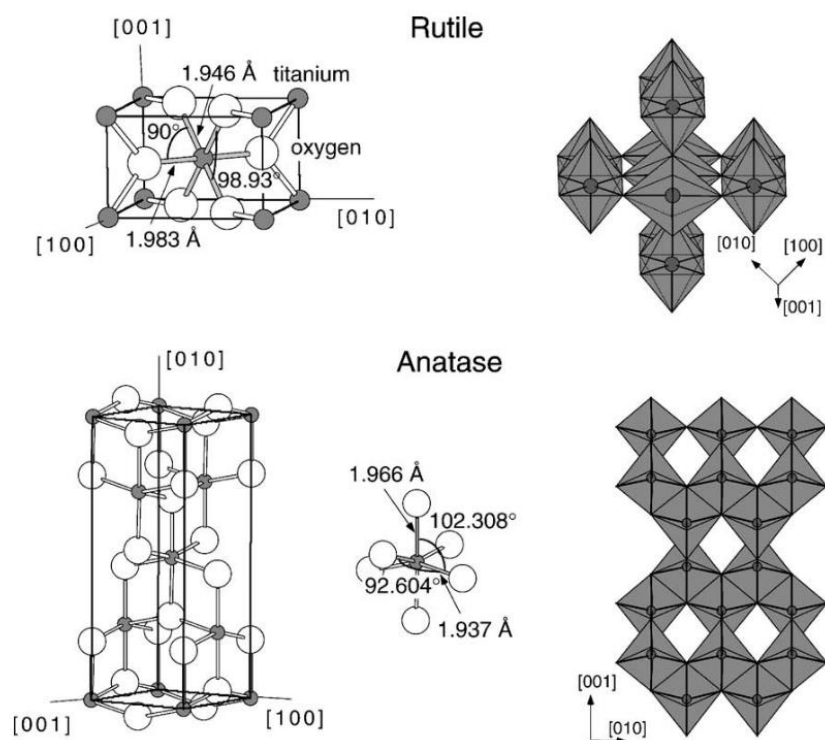 Rutile
[001]
1.946 Å
titanium
90°
oxygen
98.93°
[010]
[100]
1.983 Å
[010]
[100]
[001]
Anatase
[010]
1.966 Å
102.308°
92.604°
1.937 Å
[001]
[100]
[001]
[010]